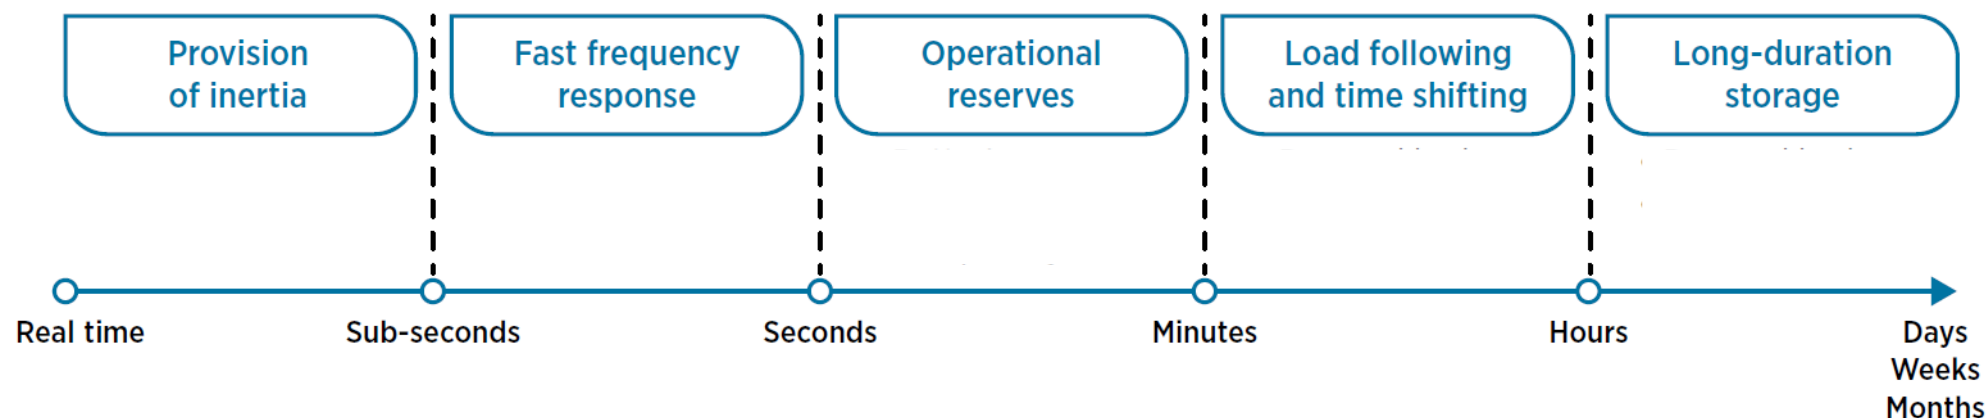 Provision
of inertia
Fast frequency
response
Operational
reserves
Load following
and time shifting
Long-duration
storage
Real time
Sub-seconds
Seconds
Minutes
Hours
Days
Weeks
Months